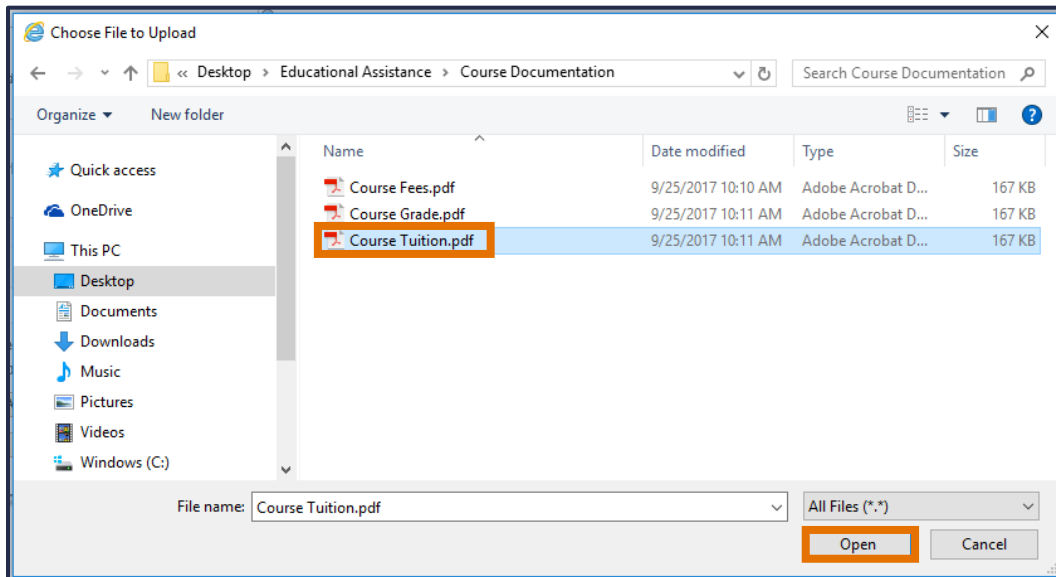 Choose File to Upload
« Desktop > Educational Assistance > Course Documentation
Search Course Documentation
Organize
New folder
Name Date modified Type Size
Quick access
OneDrive
This PC
Desktop
Documents
Downloads
Music
Pictures
Videos
Windows (C:)
Course Fees.pdf 9/25/2017 10:10 AM Adobe Acrobat D... 167 KB
Course Grade.pdf 9/25/2017 10:11 AM Adobe Acrobat D... 167 KB
Course Tuition.pdf 9/25/2017 10:11 AM Adobe Acrobat D... 167 KB
File name: Course Tuition.pdf All Files (*.*)
Open Cancel